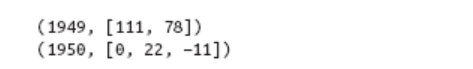 (1949, [111, 78])
(1950, [0, 22, −11])